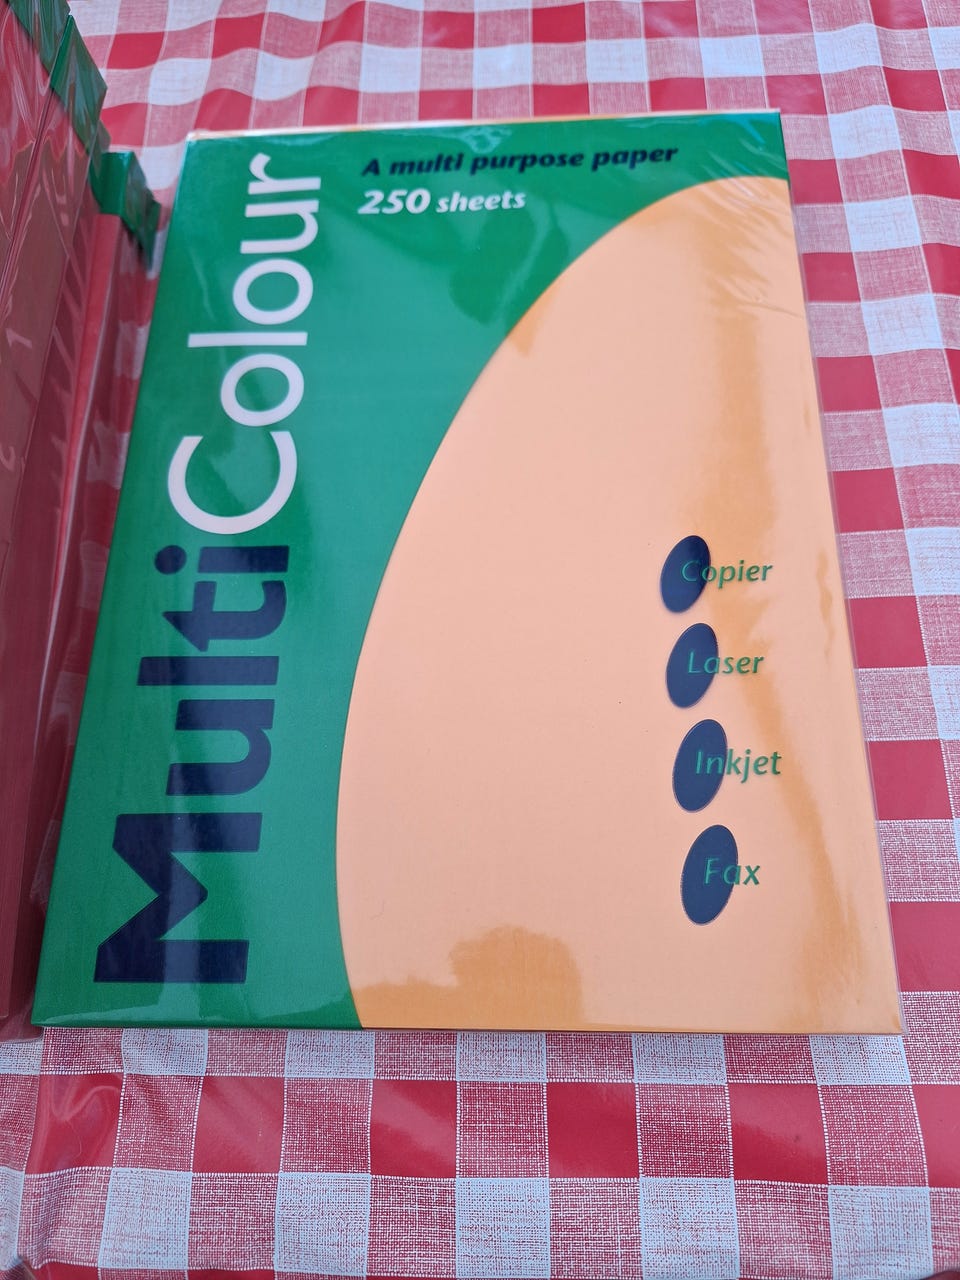 A multi purpose paper
250 sheets
MultiColour
Copier
Laser
Inkjet
Fax